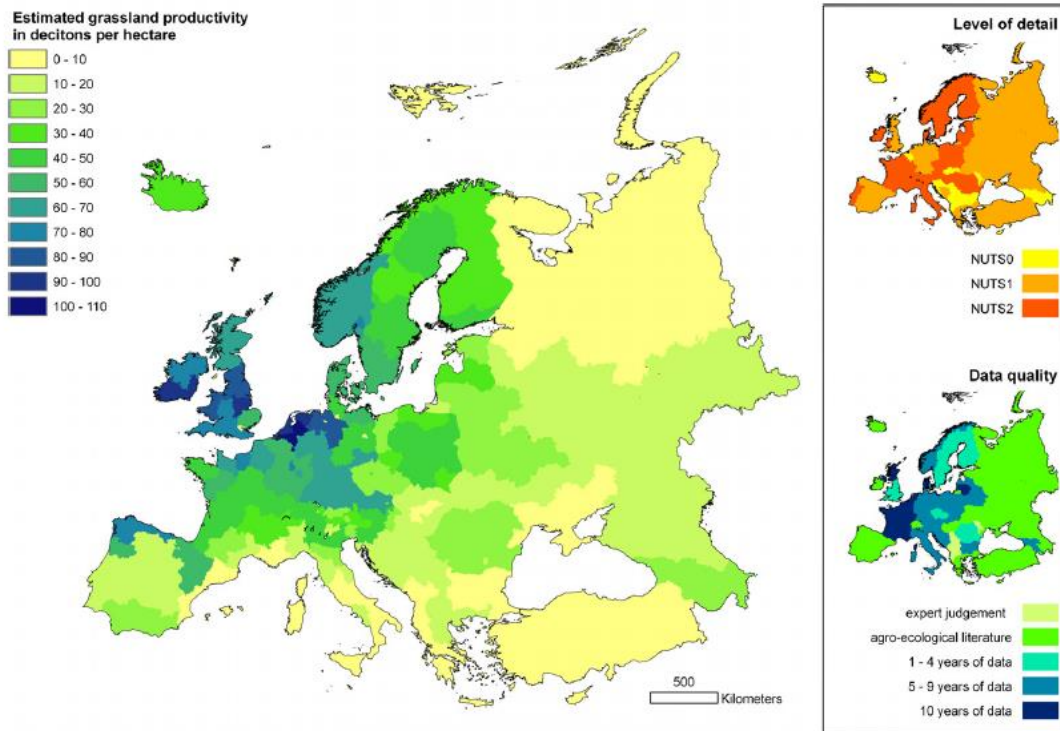 Estimated grassland productivity
in decitons per hectare
0 - 10
10 - 20
20 - 30
30 - 40
40 - 50
50 - 60
60 - 70
70 - 80
80 - 90
90 - 100
100 - 110
500
Kilometers
Level of detail
NUTS0
NUTS1
NUTS2
Data quality
expert judgement
agro-ecological literature
1 - 4 years of data
5 - 9 years of data
10 years of data